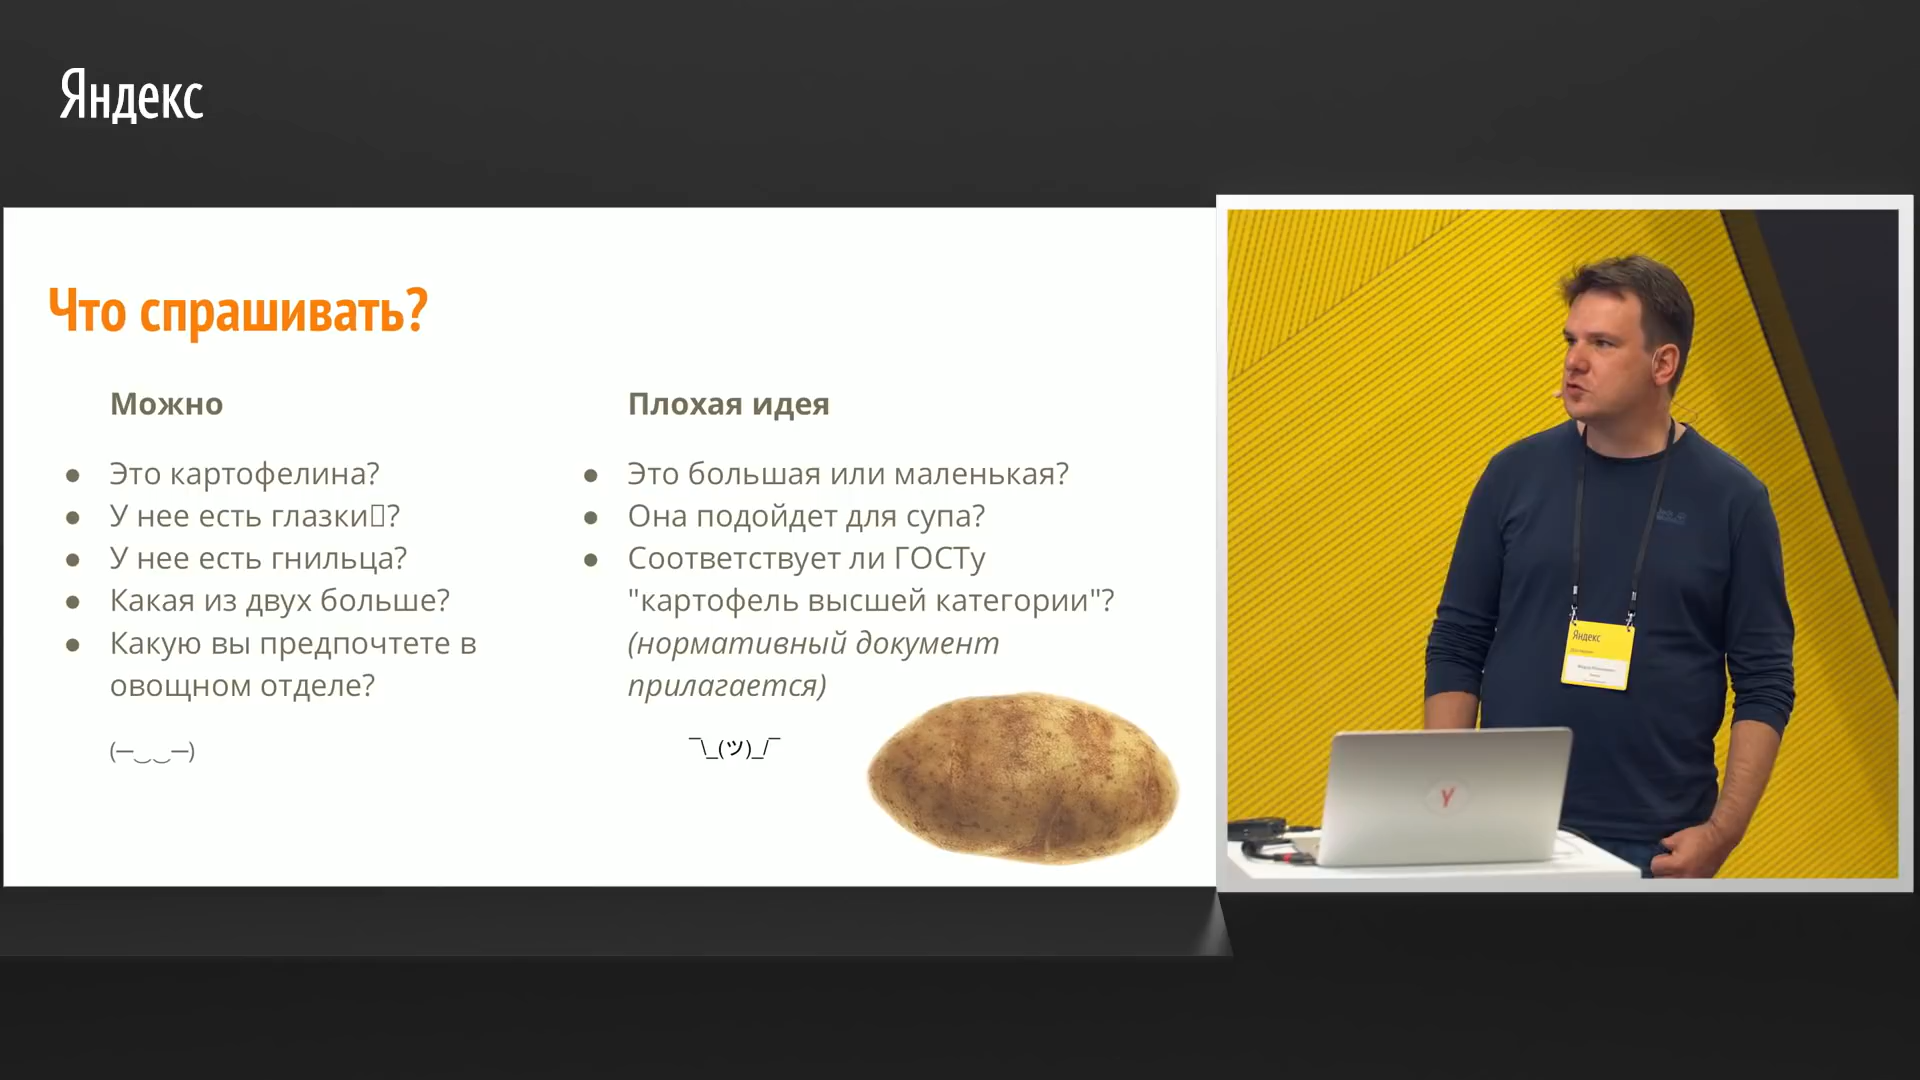 Яндекс
Что спрашивать?
Можно
Это картофелина?
У нее есть глазки▯?
У нее есть гнильца?
Какая из двух больше?
Какую вы предпочтете в
овощном отделе?
(─‿‿─)
Плохая идея
Это большая или маленькая?
Она подойдет для супа?
Соответствует ли ГОСТу
"картофель высшей категории"?
(нормативный документ
прилагается)
¯\_(ツ)_/¯
Яндекс
Y